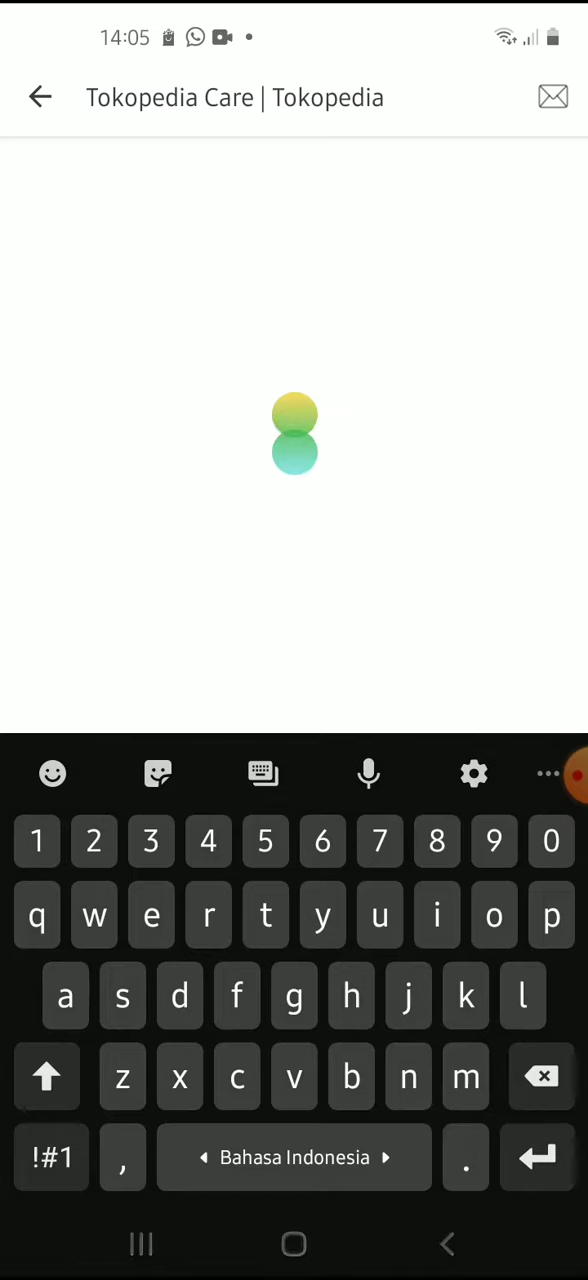 14:05
Tokopedia Care | Tokopedia
1 2 3 4 5 6 7 8 9 0
q w e r t y u i o p
a s d f g h j k l
z x c v b n m
!#1 , Bahasa Indonesia .